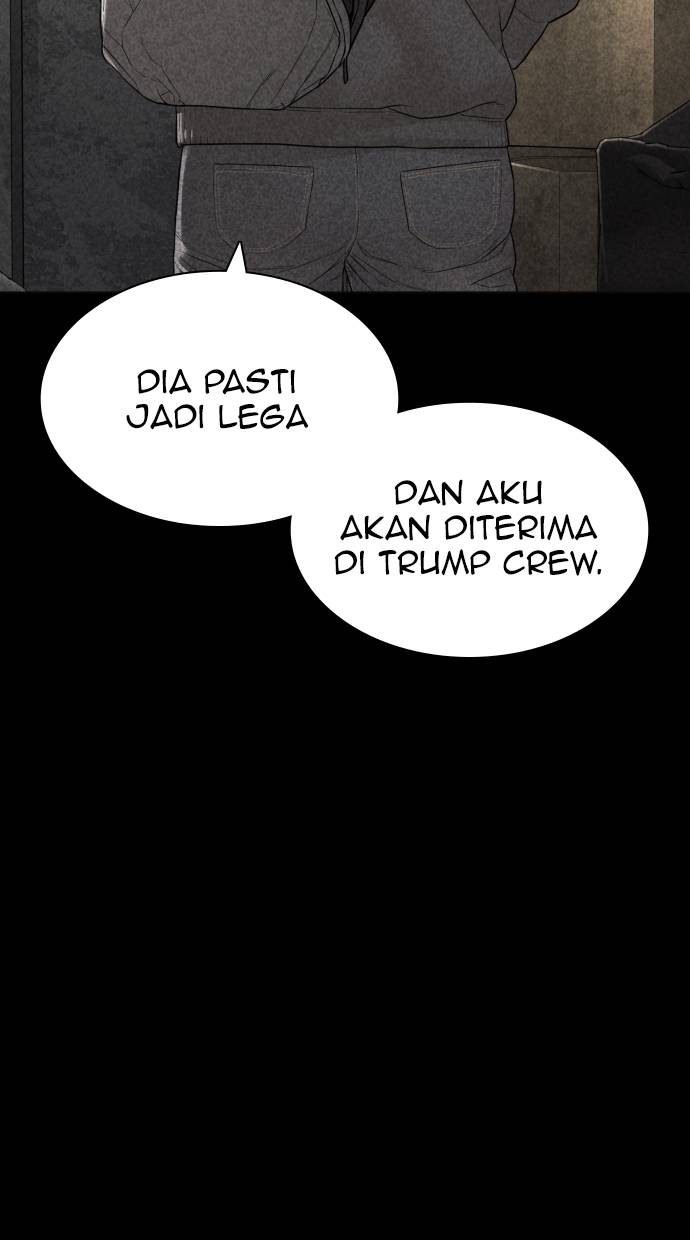 DIA PASTI
JADI LEGA
DAN AKU
AKAN DITERIMA
DI TRUMP CREW.